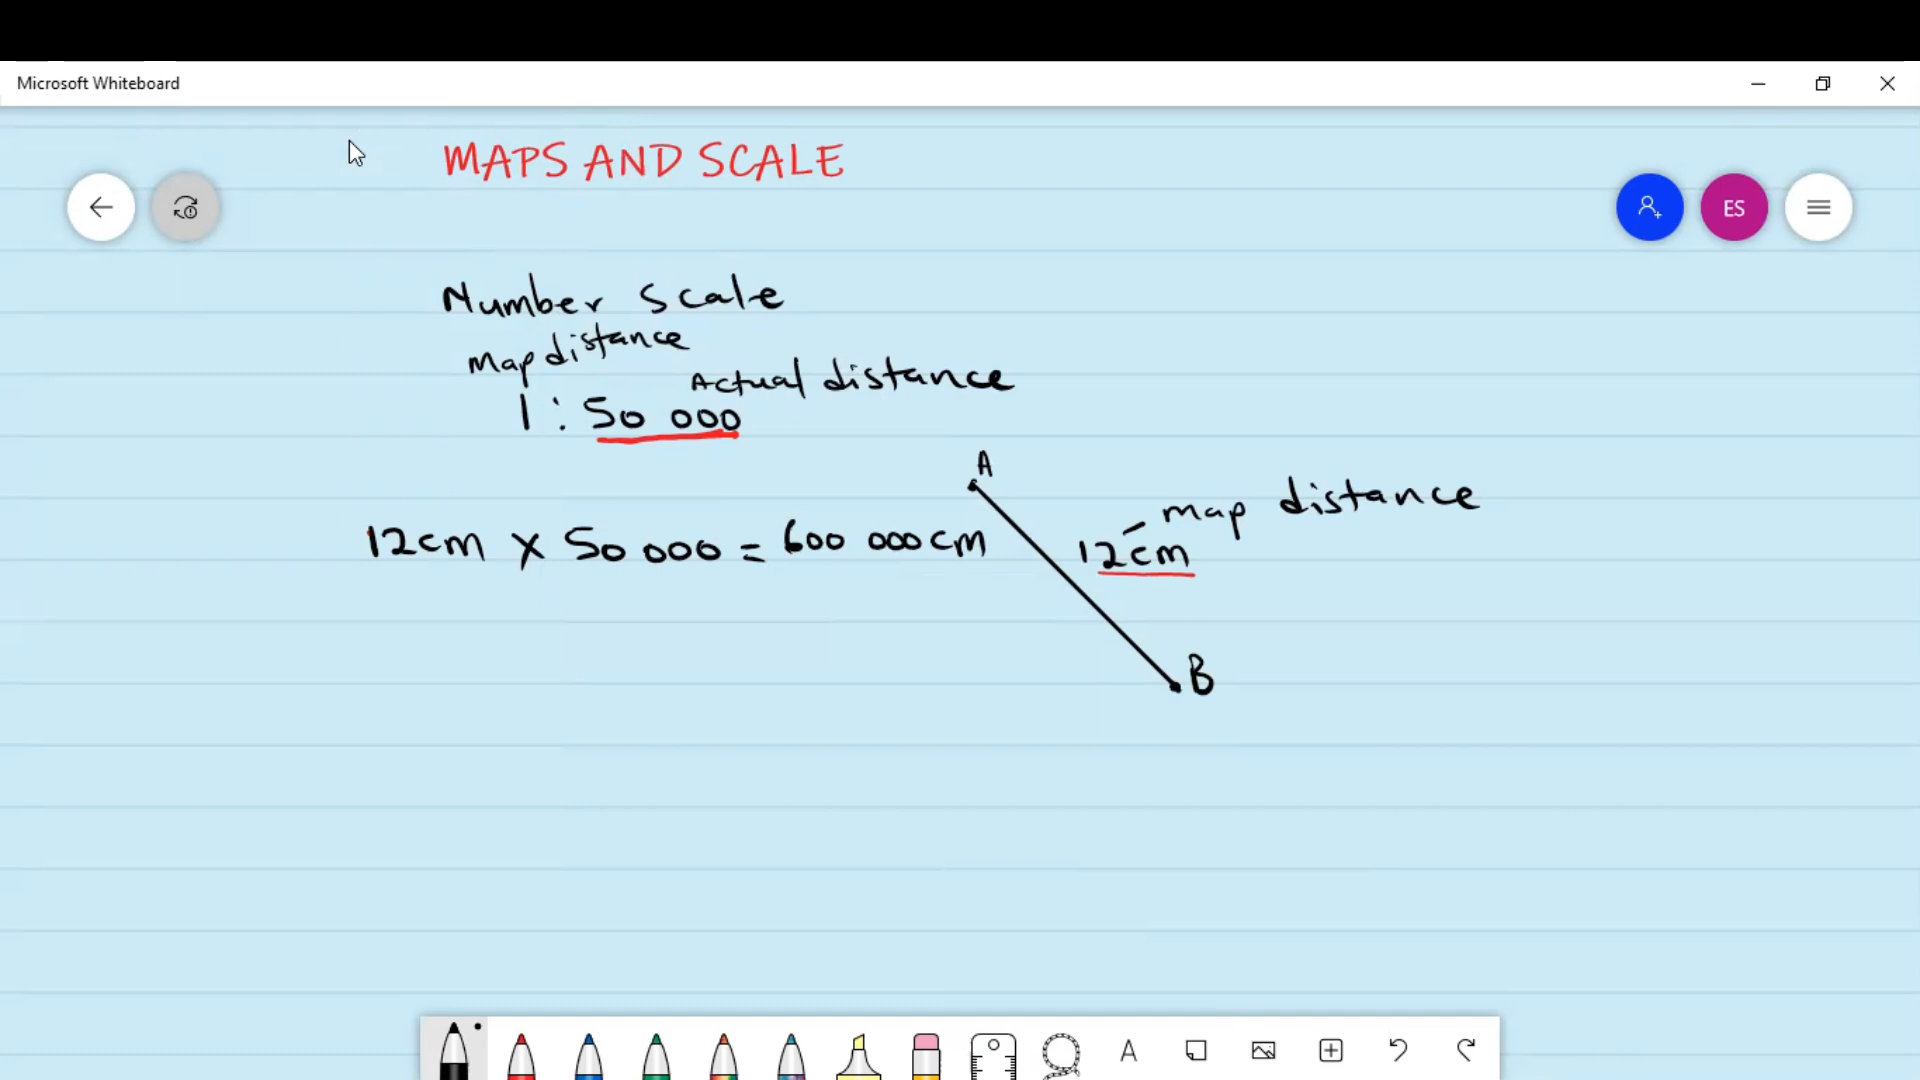 Microsoft Whiteboard
MAPS AND SCALE
ES
Number scale
Map distance
Actual distance
1 : 50 000
A
map distance
12cm x 50 000 = 600 000cm
12cm
B
A